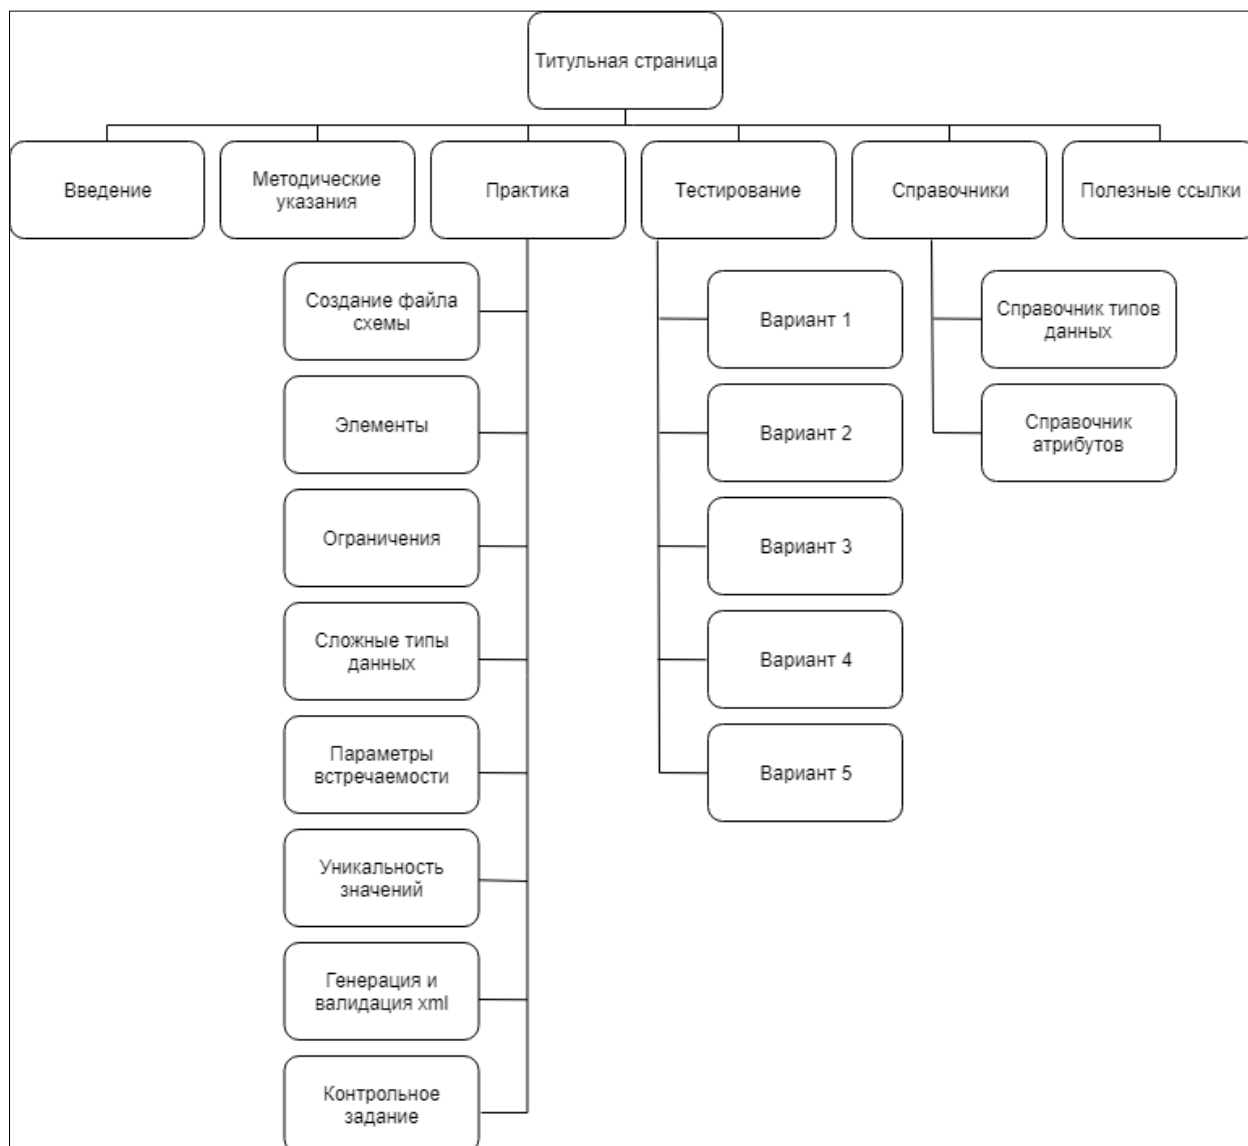 Титульная страница
Введение
Методические
указания
Практика
Тестирование
Справочники
Полезные ссылки
Создание файла
схемы
Элементы
Ограничения
Сложные типы
данных
Параметры
встречаемости
Уникальность
значений
Генерация и
валидация xml
Контрольное
задание
Вариант 1
Вариант 2
Вариант 3
Вариант 4
Вариант 5
Справочник типов
данных
Справочник
атрибутов